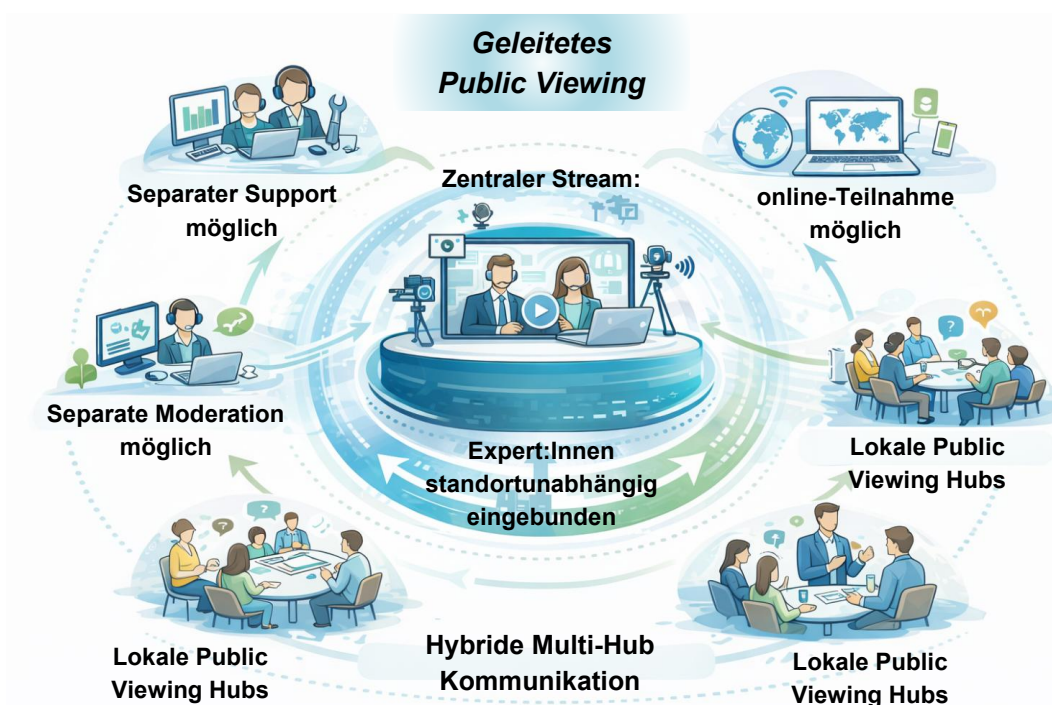 Geleitetes
Public Viewing
Separater Support
möglich
Zentraler Stream:
online-Teilnahme
möglich
Separate Moderation
möglich
Expert:Innen
standortunabhängig
eingebunden
Lokale Public
Viewing Hubs
Lokale Public
Viewing Hubs
Hybride Multi-Hub
Kommunikation
Lokale Public
Viewing Hubs